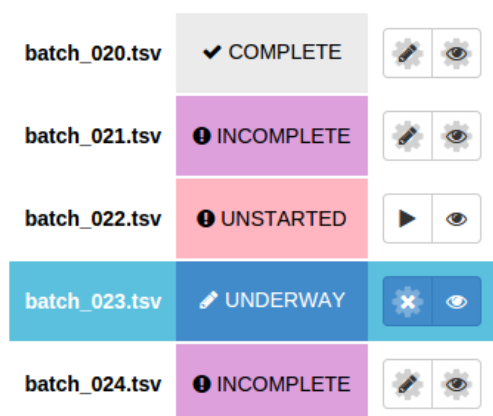 batch_020.tsv COMPLETE
batch_021.tsv INCOMPLETE
batch_022.tsv UNSTARTED
batch_023.tsv UNDERWAY
batch_024.tsv INCOMPLETE